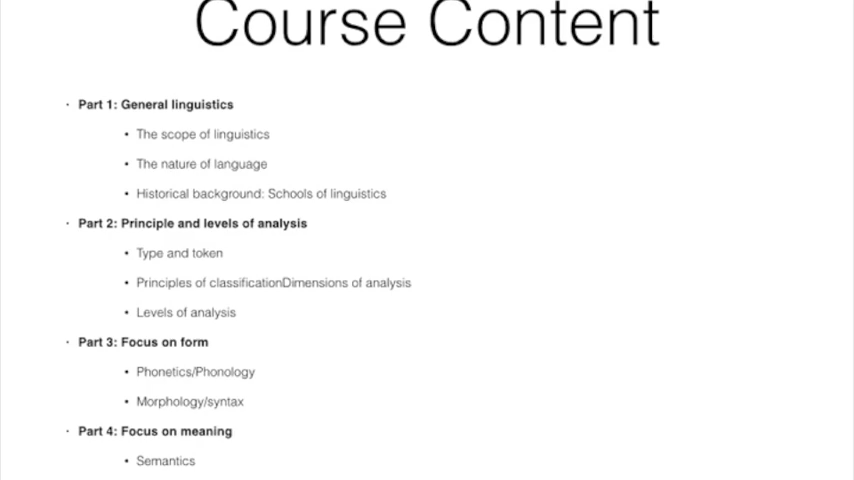 Course Content
· Part 1: General linguistics
• The scope of linguistics
• The nature of language
• Historical background: Schools of linguistics
· Part 2: Principle and levels of analysis
• Type and token
• Principles of classificationDimensions of analysis
• Levels of analysis
· Part 3: Focus on form
• Phonetics/Phonology
• Morphology/syntax
· Part 4: Focus on meaning
• Semantics